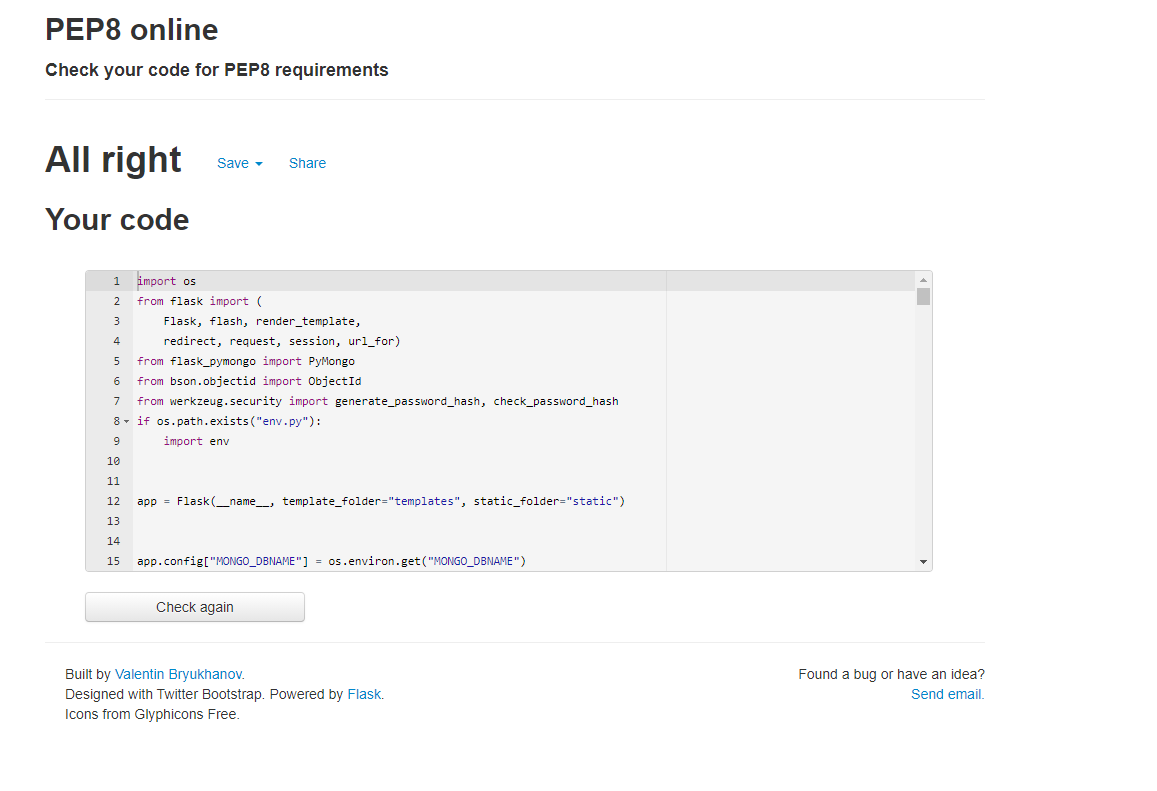 PEP8 online
Check your code for PEP8 requirements
All right Save Share
Your code
1 import os
2 from flask import (
3     Flask, flash, render_template,
4     redirect, request, session, url_for)
5 from flask_pymongo import PyMongo
6 from bson.objectid import ObjectId
7 from werkzeug.security import generate_password_hash, check_password_hash
8 if os.path.exists("env.py"):
9     import env
10
11
12 app = Flask(__name__, template_folder="templates", static_folder="static")
13
14
15 app.config["MONGO_DBNAME"] = os.environ.get("MONGO_DBNAME")
Check again
Built by Valentin Bryukhanov.
Designed with Twitter Bootstrap. Powered by Flask.
Icons from Glyphicons Free.
Found a bug or have an idea?
Send email.